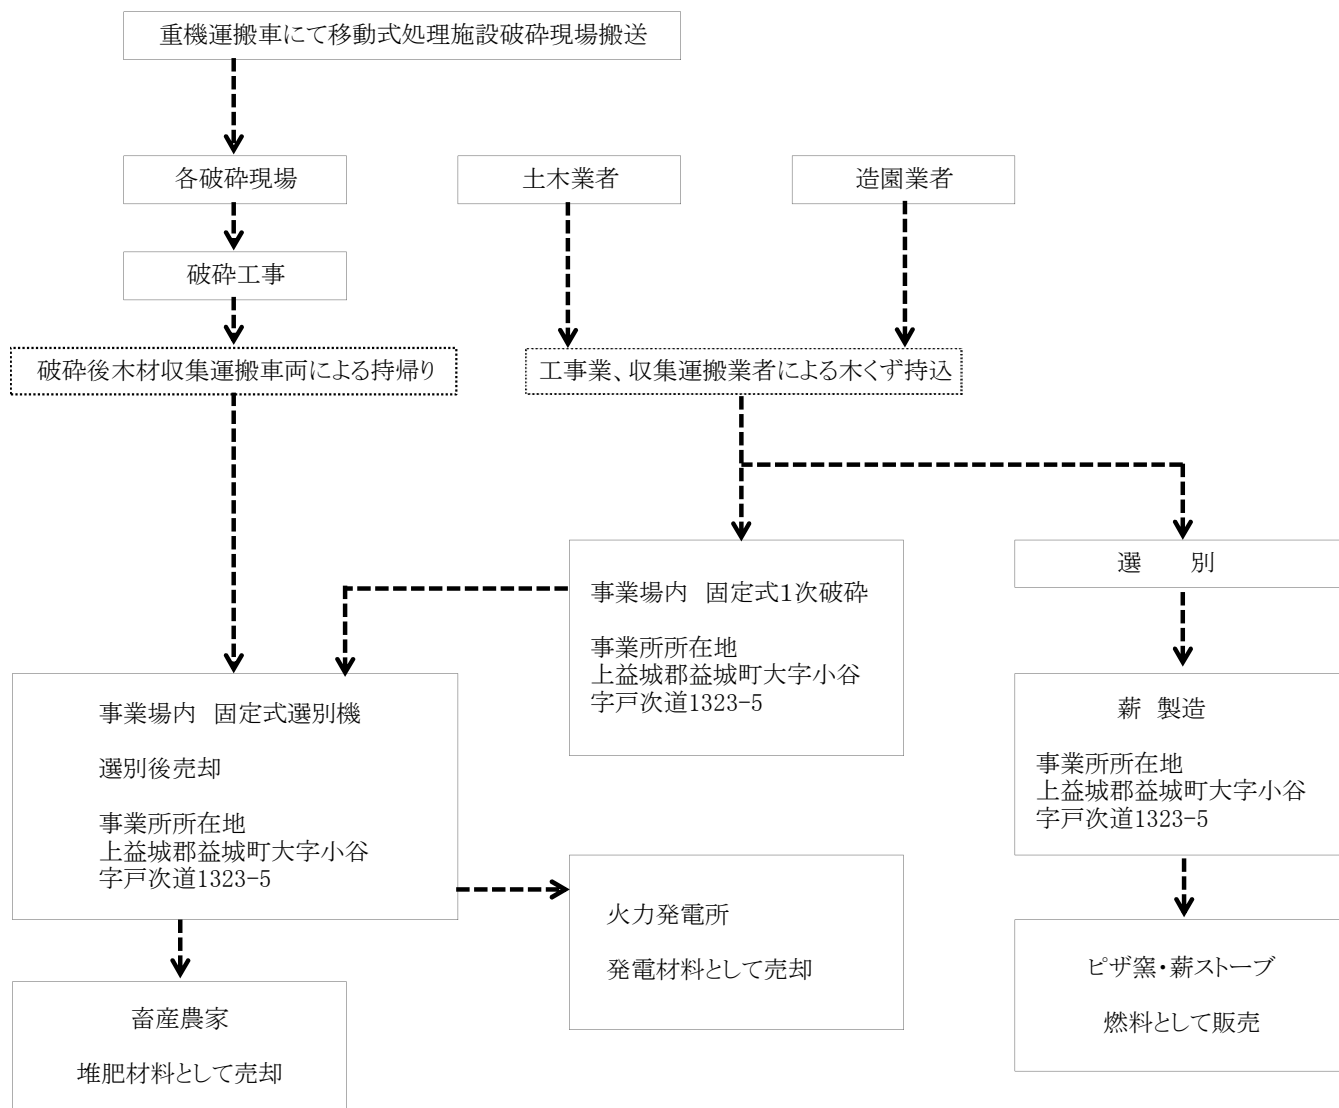 重機運搬車にて移動式処理施設破砕現場搬送
各破砕現場
土木業者
造園業者
破砕工事
破砕後木材収集運搬車両による持帰り
工事業、収集運搬業者による木くず持込
事業場内　固定式1次破砕
事業所所在地
上益城郡益城町大字小谷
字戸次道1323-5
選　　別
事業場内　固定式選別機
選別後売却
事業所所在地
上益城郡益城町大字小谷
字戸次道1323-5
薪 製造
事業所所在地
上益城郡益城町大字小谷
字戸次道1323-5
火力発電所
発電材料として売却
ピザ窯・薪ストーブ
燃料として販売
畜産農家
堆肥材料として売却